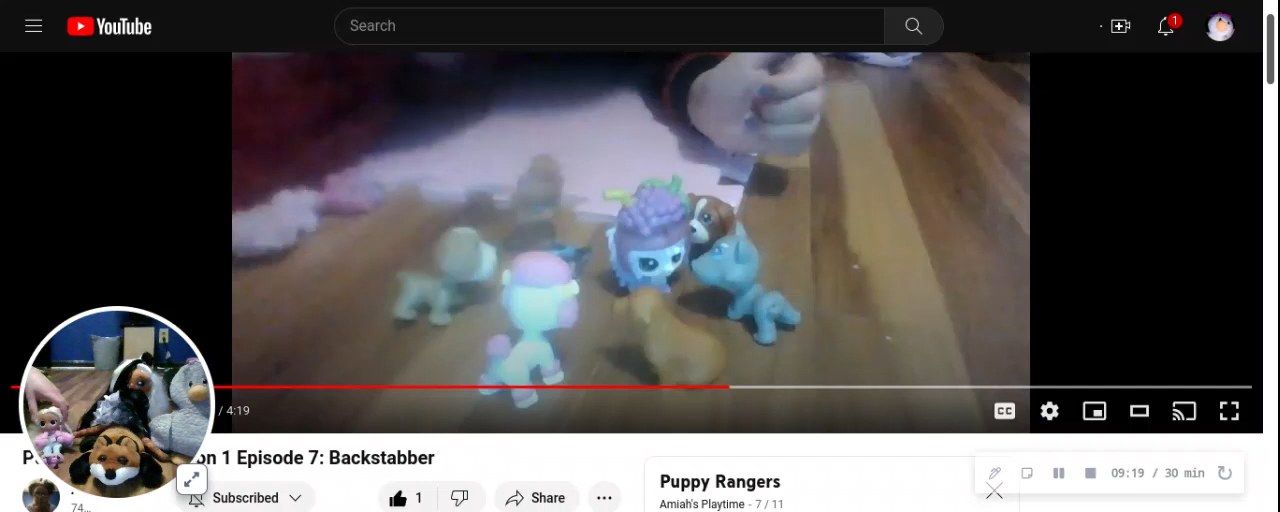 YouTube
Search
1
/ 4:19
CC
on 1 Episode 7: Backstabber
74...
Subscribed
1
Share
Puppy Rangers
Amiah's Playtime - 7 / 11
09:19 / 30 min